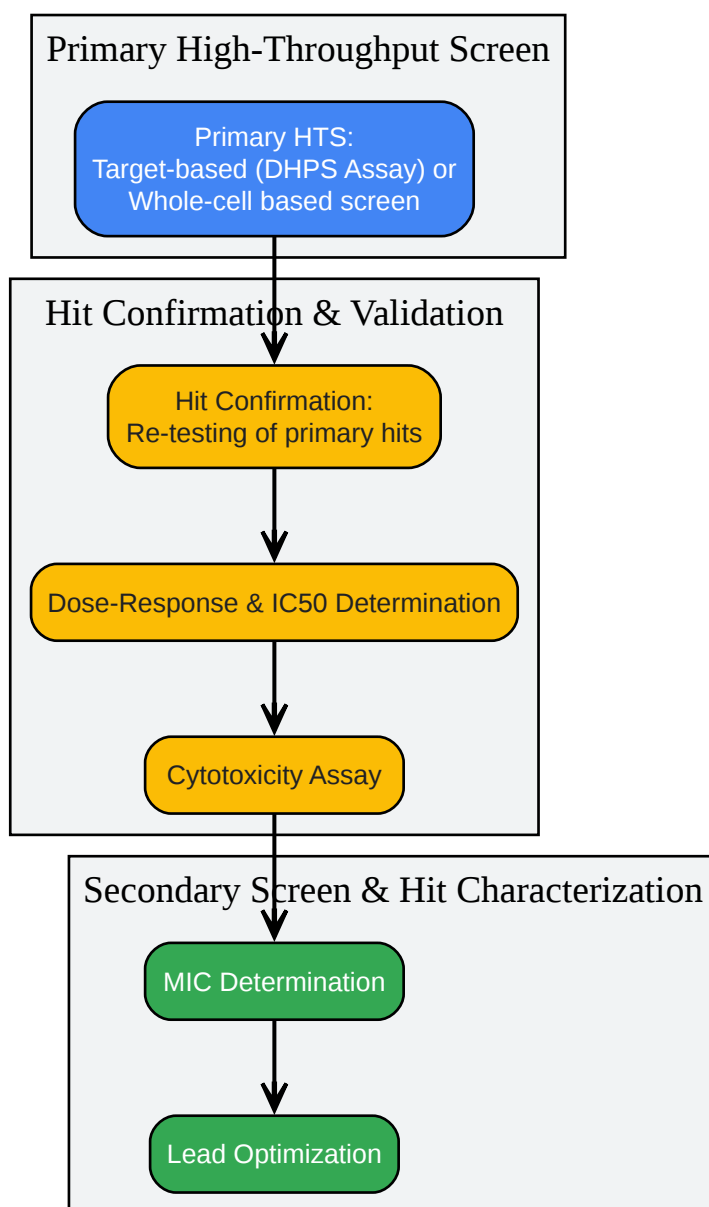 Primary High-Throughput Screen
Primary HTS:
Target-based (DHPS Assay) or
Whole-cell based screen
Hit Confirmation & Validation
Hit Confirmation:
Re-testing of primary hits
Dose-Response & IC50 Determination
Cytotoxicity Assay
Secondary Screen & Hit Characterization
MIC Determination
Lead Optimization